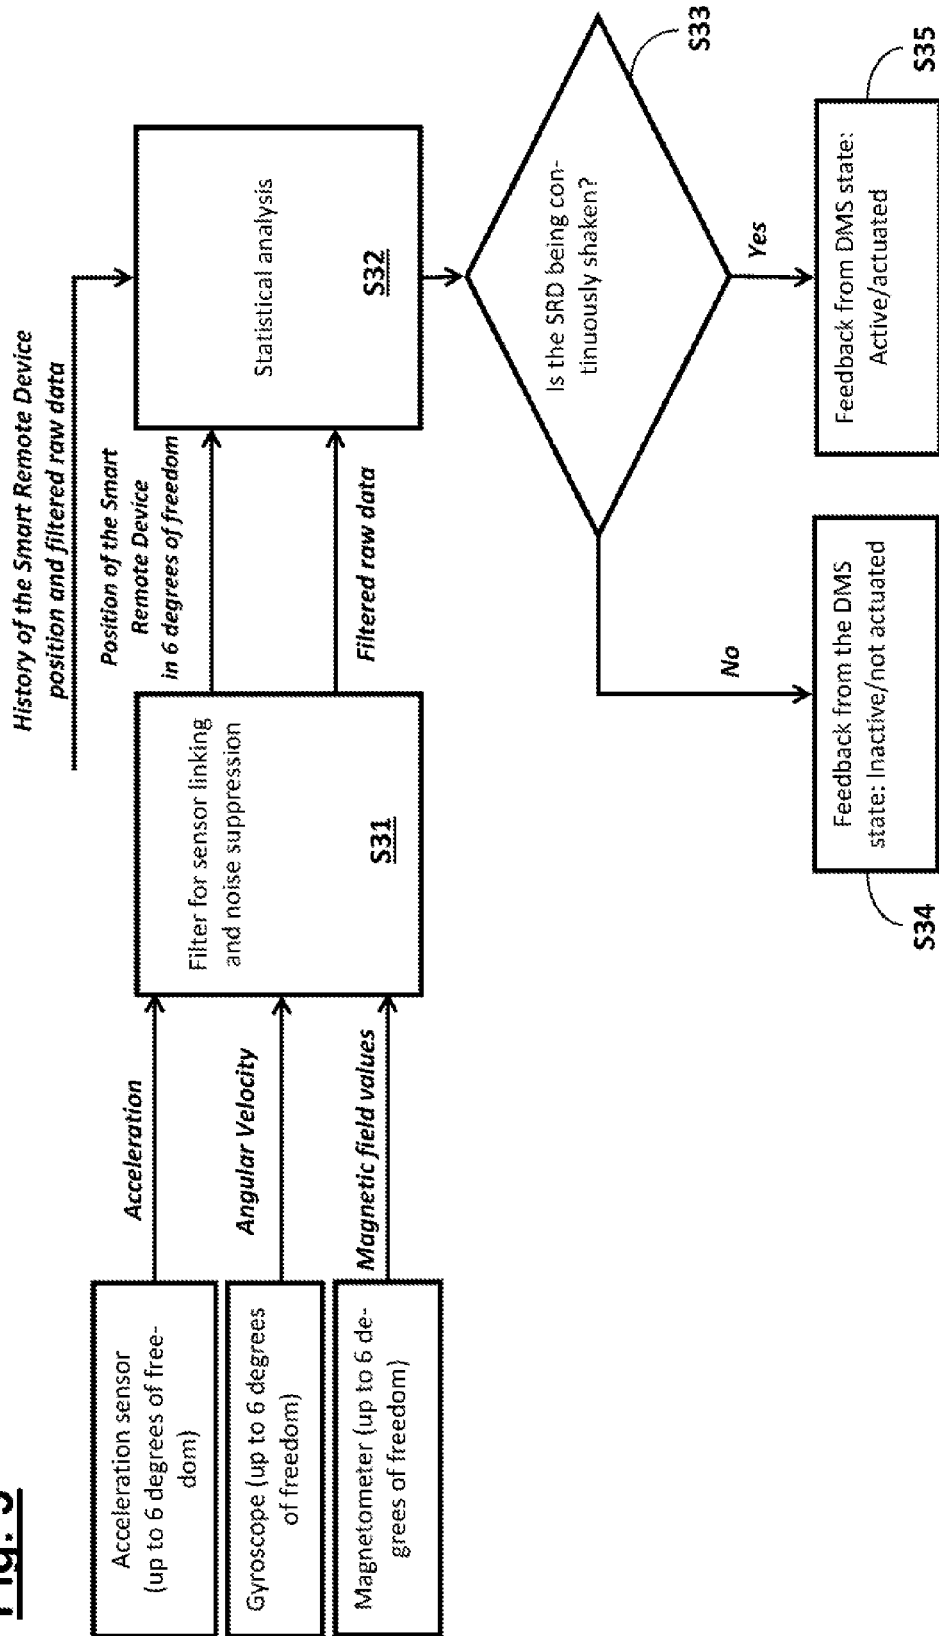 Fig. 3
Acceleration sensor
(up to 6 degrees of free-
dom)
Gyroscope (up to 6 degrees
of freedom)
Magnetometer (up to 6 de-
grees of freedom)
Acceleration
Angular Velocity
Magnetic field values
Filter for sensor linking
and noise suppression
S31
History of the Smart Remote Device
position and filtered raw data
Position of the Smart
Remote Device
in 6 degrees of freedom
Filtered raw data
Statistical analysis
S32
Is the SRD being con-
tinuously shaken?
S33
No
Yes
Feedback from the DMS
state: Inactive/not actuated
S34
Feedback from DMS state:
Active/actuated
S35